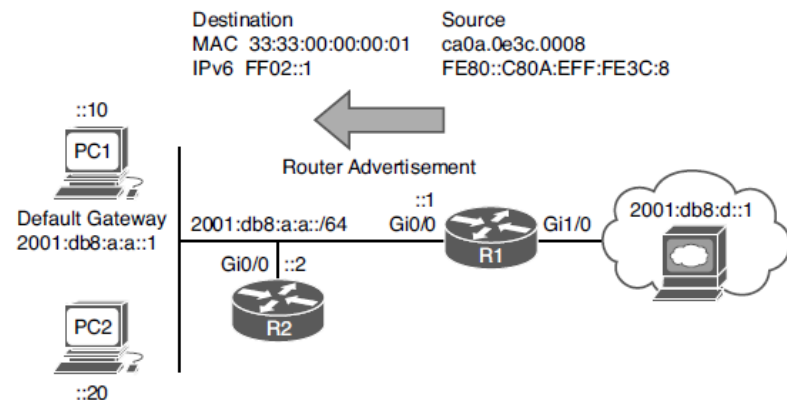 Destination
MAC 33:33:00:00:00:01
IPv6 FF02::1
Source
ca0a.0e3c.0008
FE80::C80A:EFF:FE3C:8
::10
PC1
Router Advertisement
Default Gateway
2001:db8:a:a::1
2001:db8:a:a::/64
::1
Gi0/0
R1
Gi1/0
2001:db8:d::1
Gi0/0
::2
R2
PC2
::20